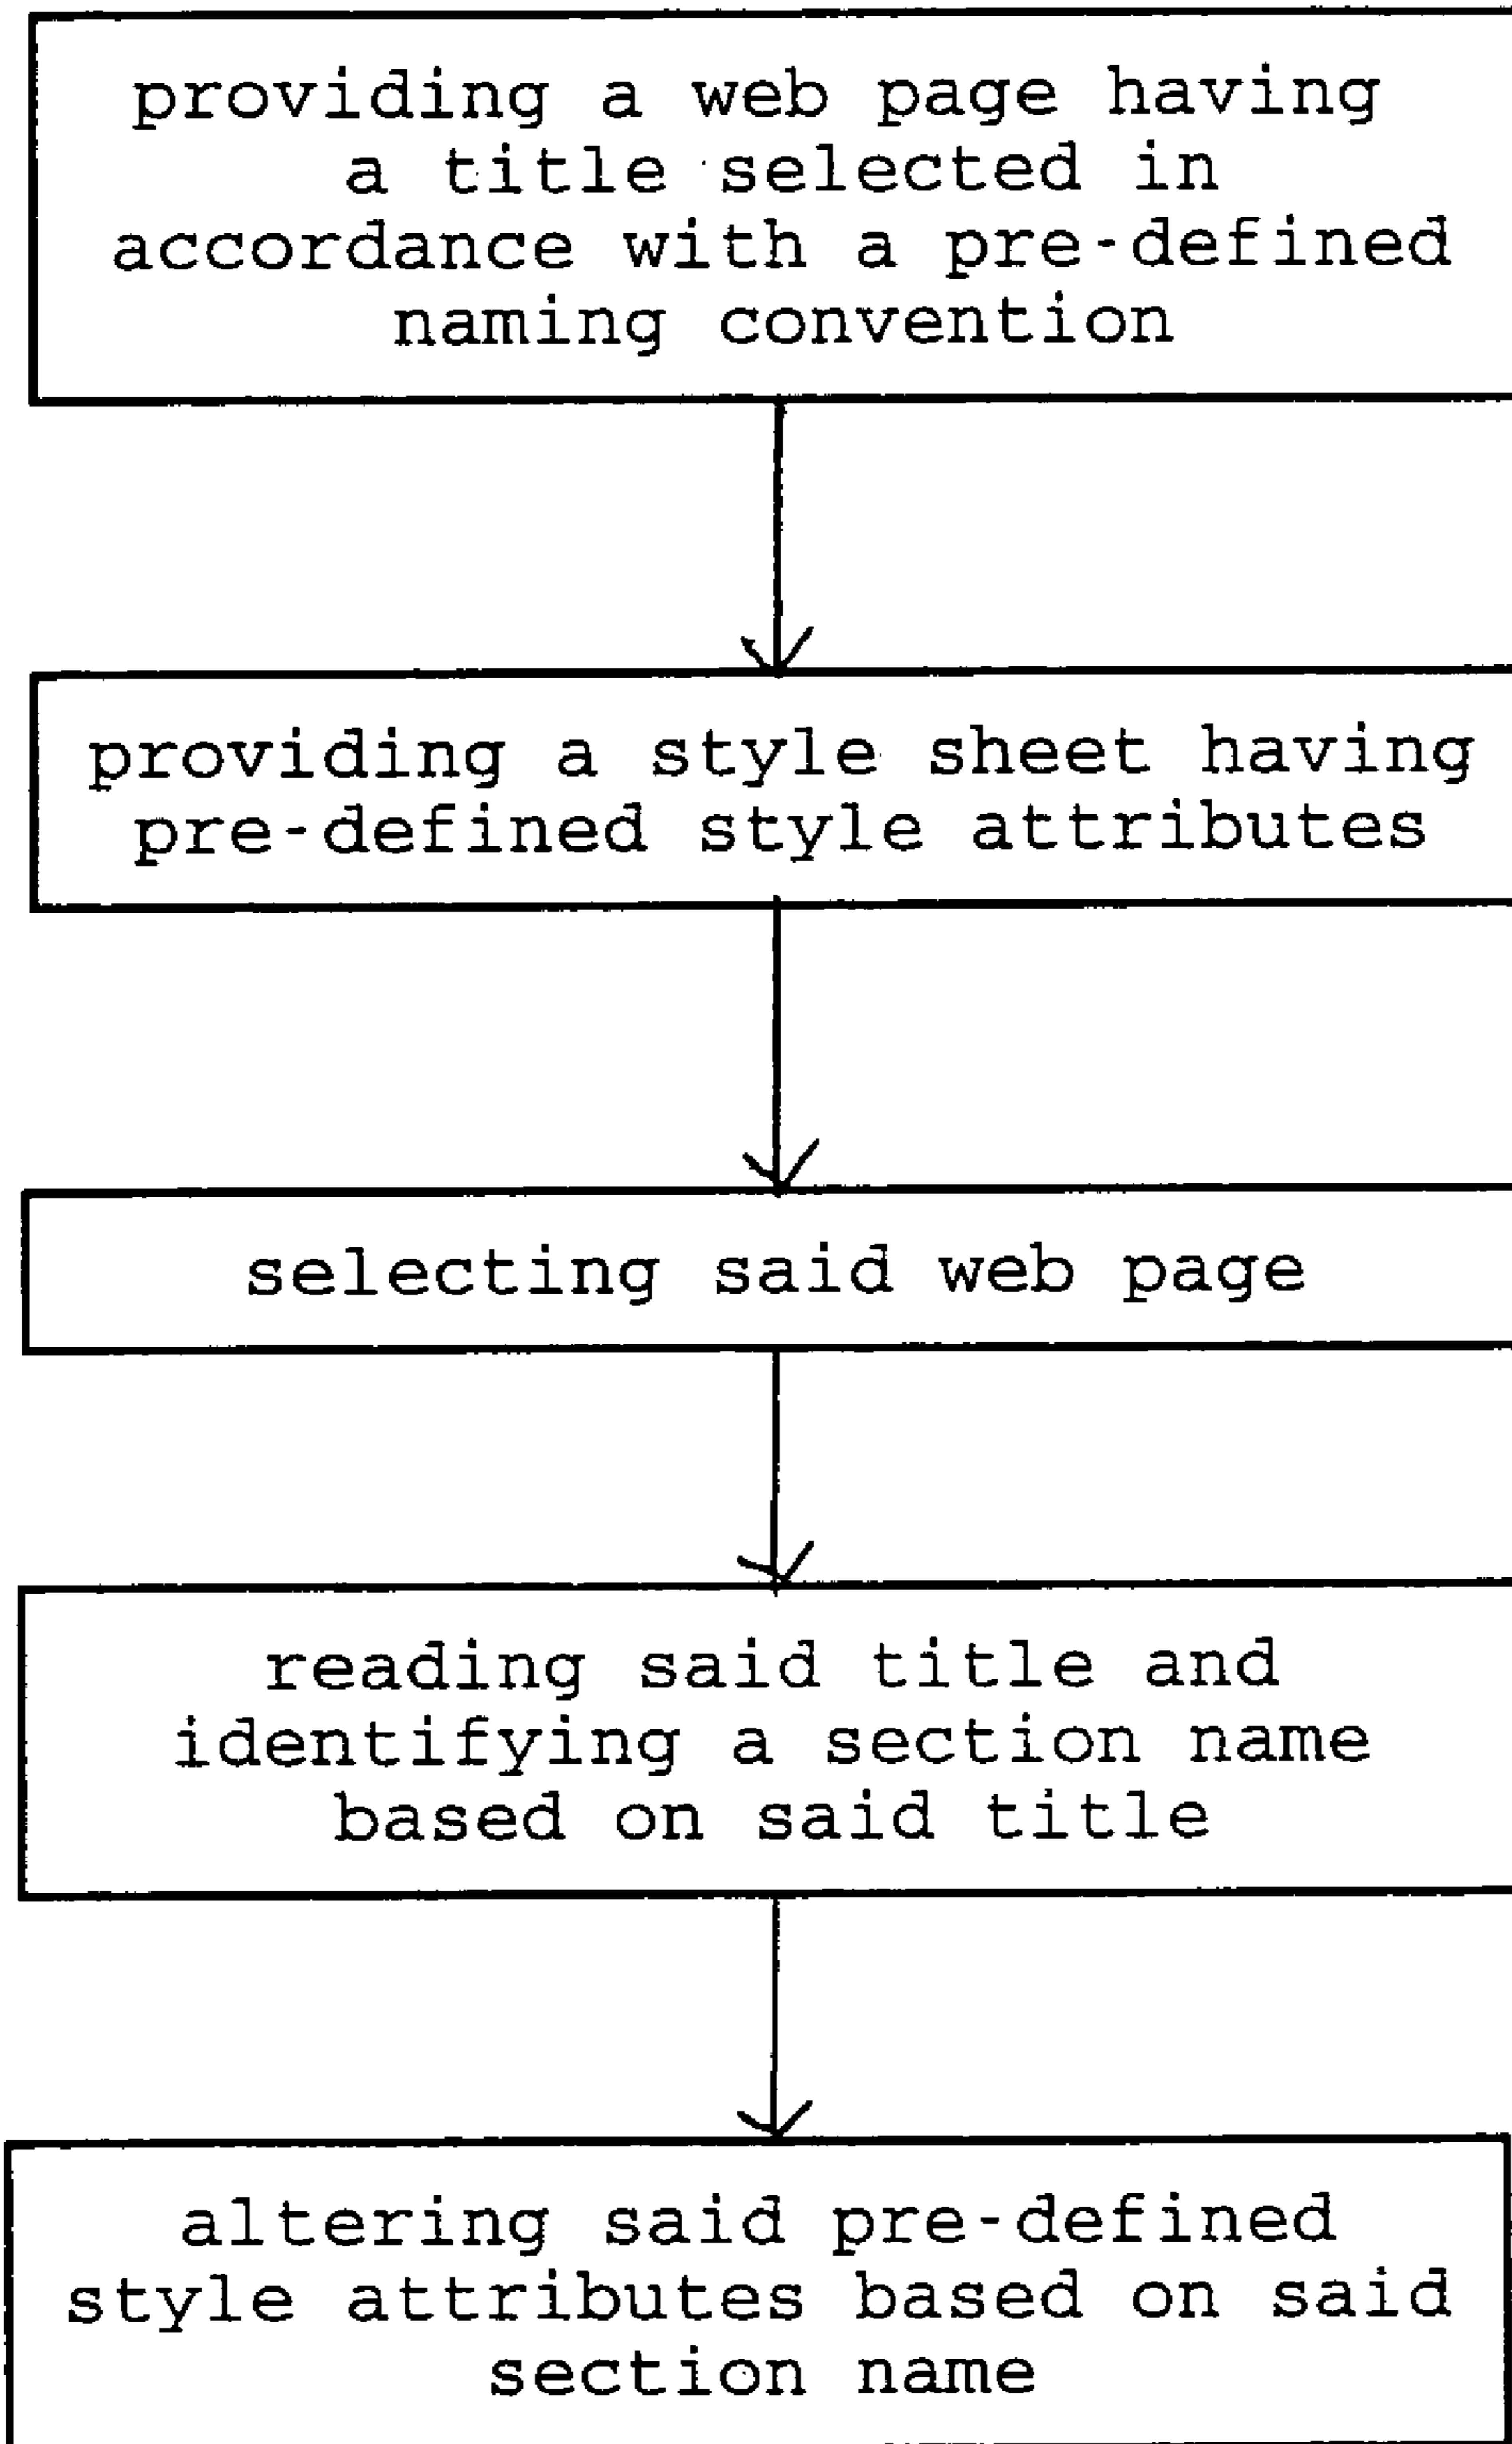 providing a web page having
a title selected in
accordance with a pre-defined
naming convention
providing a style sheet having
pre-defined style attributes
selecting said web page
reading said title and
identifying a section name
based on said title
altering said pre-defined
style attributes based on said
section name